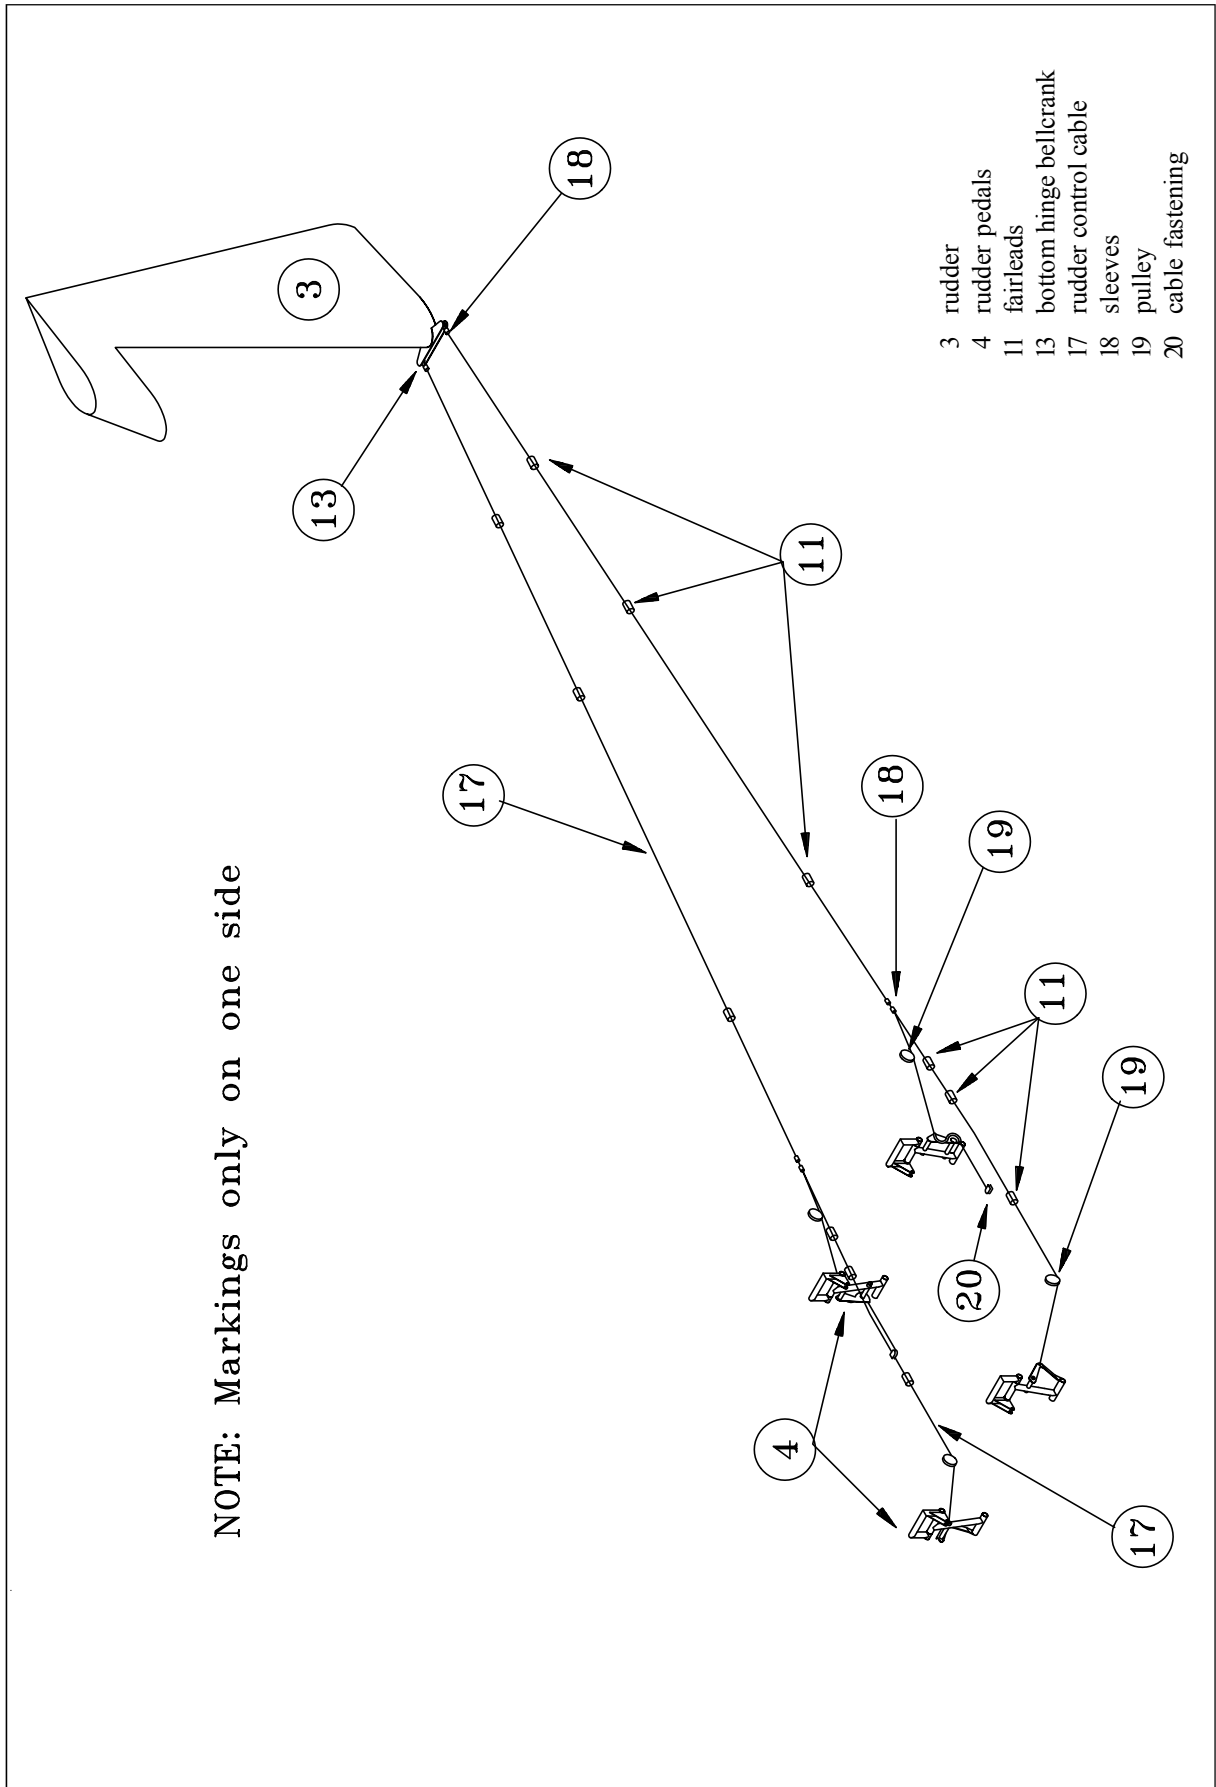 NOTE: Markings only on one side
3
18
13
11
17
18
19
11
19
20
4
17
3 rudder
4 rudder pedals
11 fairleads
13 bottom hinge bellcrank
17 rudder control cable
18 sleeves
19 pulley
20 cable fastening